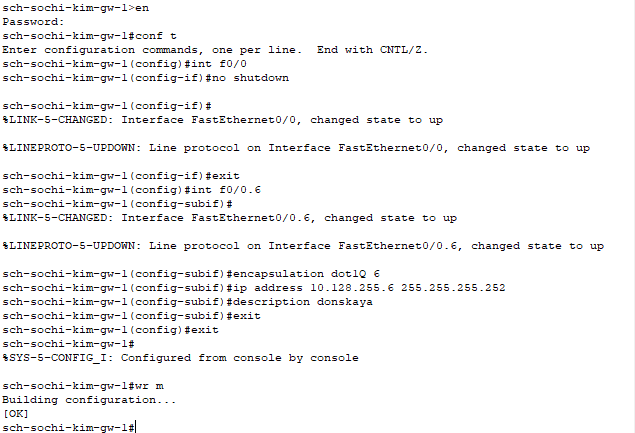 sch-sochi-kim-gw-1>en
Password:
sch-sochi-kim-gw-1#conf t
Enter configuration commands, one per line.  End with CNTL/Z.
sch-sochi-kim-gw-1(config)#int f0/0
sch-sochi-kim-gw-1(config-if)#no shutdown

sch-sochi-kim-gw-1(config-if)#
%LINK-5-CHANGED: Interface FastEthernet0/0, changed state to up

%LINEPROTO-5-UPDOWN: Line protocol on Interface FastEthernet0/0, changed state to up

sch-sochi-kim-gw-1(config-if)#exit
sch-sochi-kim-gw-1(config)#int f0/0.6
sch-sochi-kim-gw-1(config-subif)#
%LINK-5-CHANGED: Interface FastEthernet0/0.6, changed state to up

%LINEPROTO-5-UPDOWN: Line protocol on Interface FastEthernet0/0.6, changed state to up

sch-sochi-kim-gw-1(config-subif)#encapsulation dot1Q 6
sch-sochi-kim-gw-1(config-subif)#ip address 10.128.255.6 255.255.255.252
sch-sochi-kim-gw-1(config-subif)#description donskaya
sch-sochi-kim-gw-1(config-subif)#exit
sch-sochi-kim-gw-1(config)#exit
sch-sochi-kim-gw-1#
%SYS-5-CONFIG_I: Configured from console by console

sch-sochi-kim-gw-1#wr m
Building configuration...
[OK]
sch-sochi-kim-gw-1#